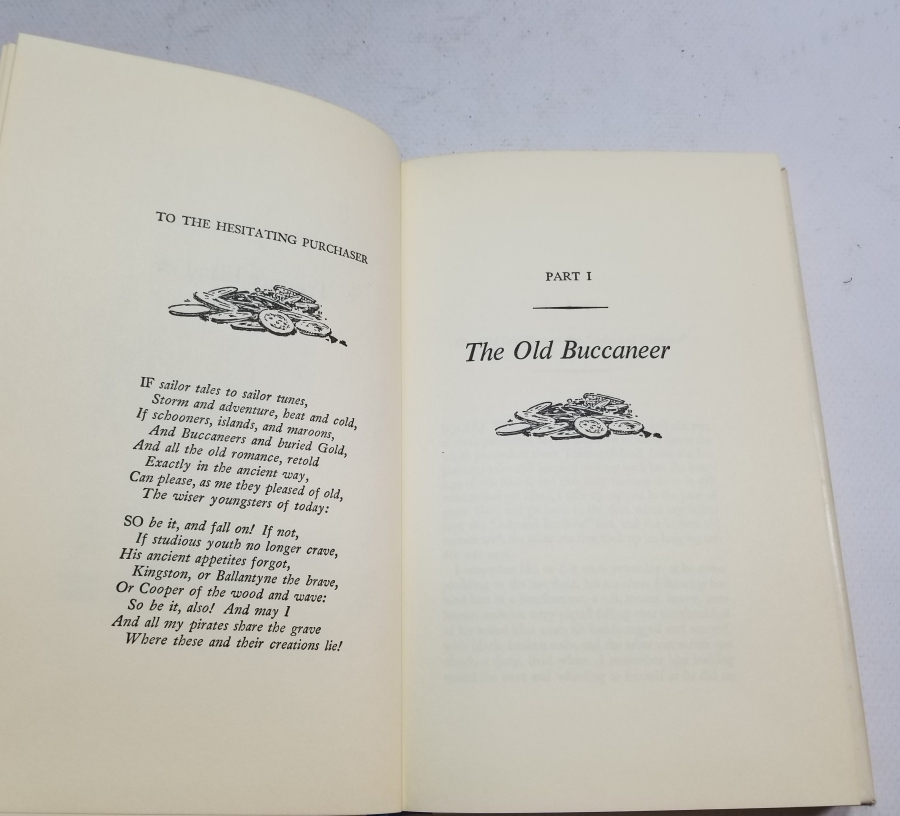 TO THE HESITATING PURCHASER
IF sailor tales to sailor tunes,
Storm and adventure, heat and cold,
If schooners, islands, and maroons,
And Buccaneers and buried Gold,
And all the old romance, retold
Exactly in the ancient way,
Can please, as me they pleased of old,
The wiser youngsters of today:
SO be it, and fall on! If not,
If studious youth no longer crave,
His ancient appetites forgot,
Kingston, or Ballantyne the brave,
Or Cooper of the wood and wave:
So be it, also! And may I
And all my pirates share the grave
Where these and their creations lie!
PART I
The Old Buccaneer